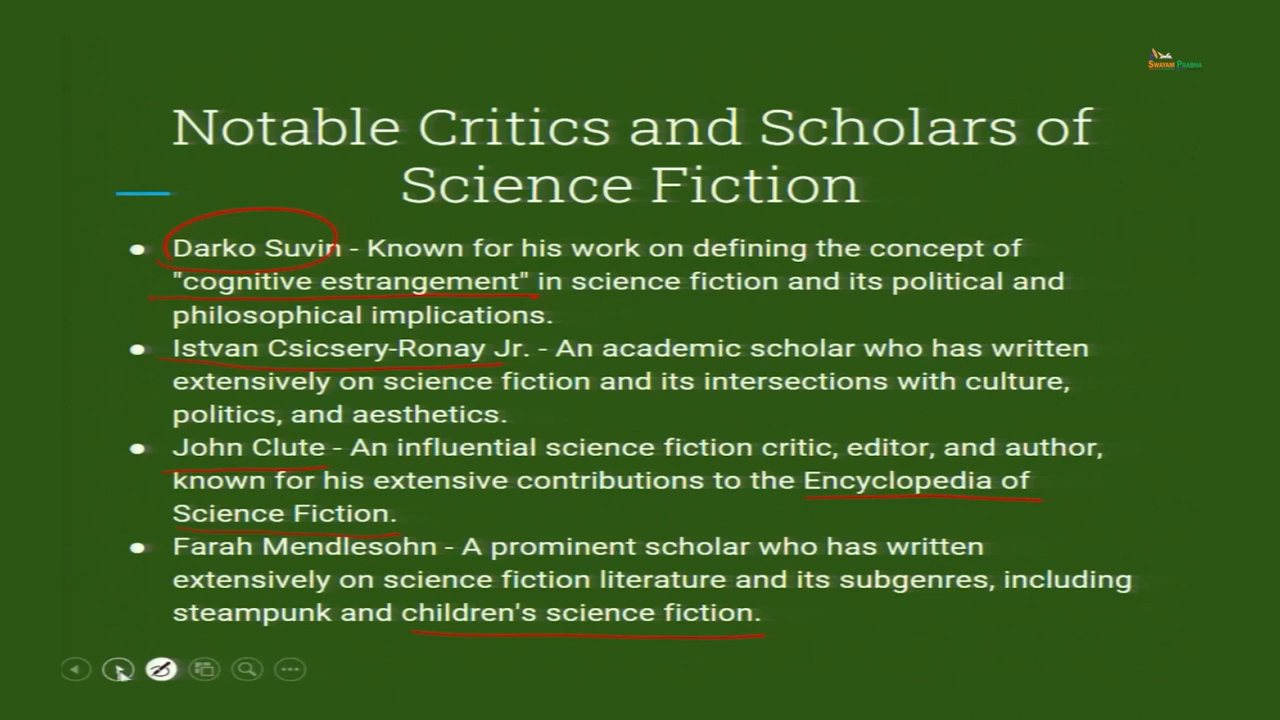 SWAYAM PRABHA
Notable Critics and Scholars of
Science Fiction
● Darko Suvin - Known for his work on defining the concept of
"cognitive estrangement" in science fiction and its political and
philosophical implications.
● Istvan Csicsery-Ronay Jr. - An academic scholar who has written
extensively on science fiction and its intersections with culture,
politics, and aesthetics.
● John Clute - An influential science fiction critic, editor, and author,
known for his extensive contributions to the Encyclopedia of
Science Fiction.
● Farah Mendlesohn - A prominent scholar who has written
extensively on science fiction literature and its subgenres, including
steampunk and children's science fiction.